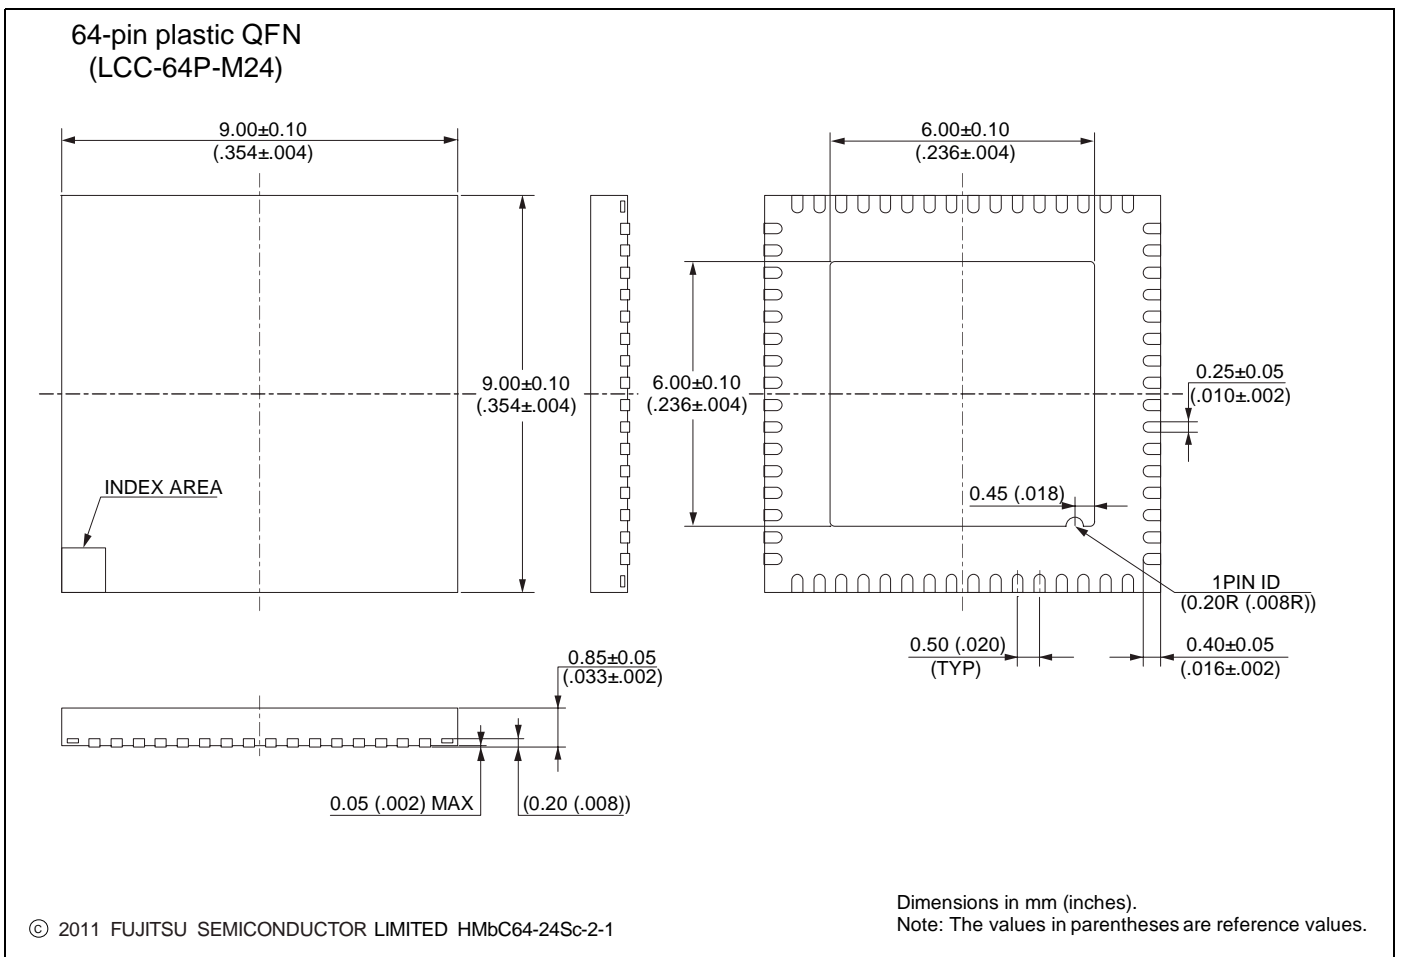 64-pin plastic QFN
(LCC-64P-M24)
9.00±0.10
(.354±.004)
6.00±0.10
(.236±.004)
9.00±0.10
(.354±.004)
6.00±0.10
(.236±.004)
0.25±0.05
(.010±.002)
INDEX AREA
0.45 (.018)
1PIN ID
(0.20R (.008R))
0.50 (.020)
(TYP)
0.40±0.05
(.016±.002)
0.85±0.05
(.033±.002)
0.05 (.002) MAX
(0.20 (.008))
Dimensions in mm (inches).
Note: The values in parentheses are reference values.
© 2011 FUJITSU SEMICONDUCTOR LIMITED HMbC64-24Sc-2-1